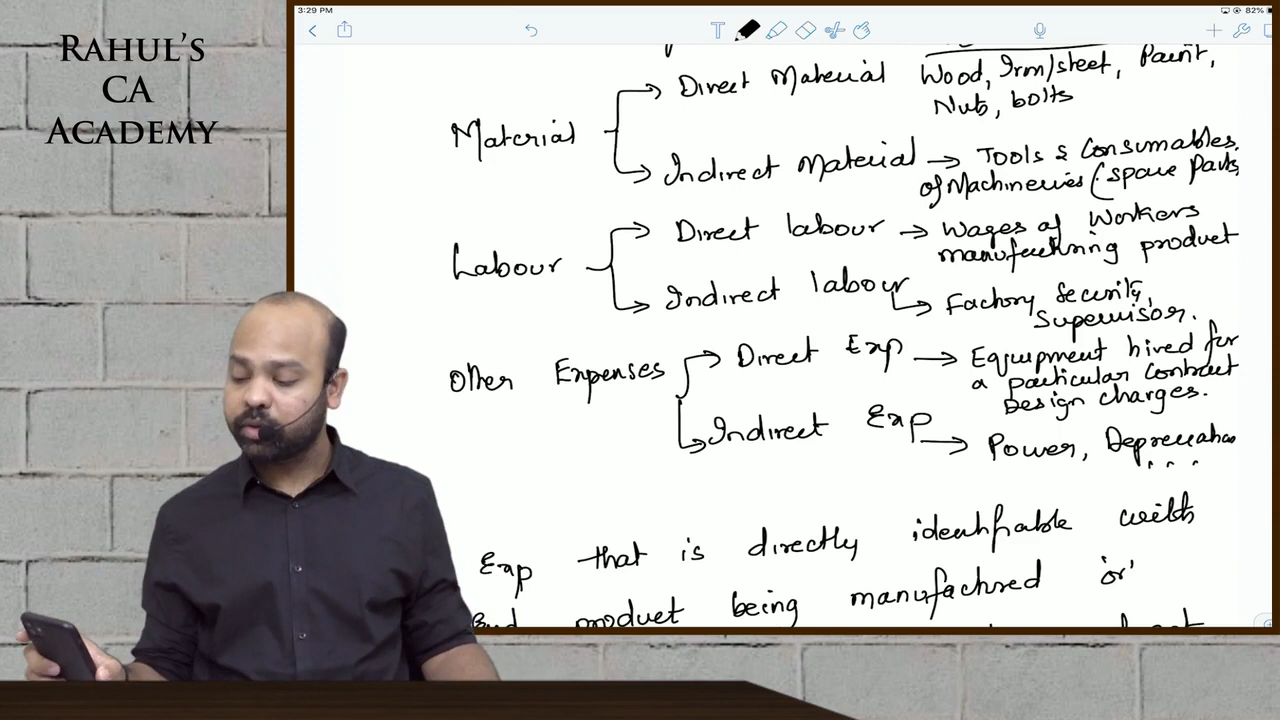 RAHUL'S
CA
ACADEMY
3:29 PM
82%
T
Material
Direct Material Wood, Iron/steel, Paint,
Nuts, bolts
Indirect Material → Tools & Consumables
of Machineries (spare Parts
Labour
Direct labour → Wages of Workers
manufacturing product
Indirect labour → Factory Security,
Supervisor.
Other Expenses
Direct Exp → Equipment hired for
a particular Contract
Design charges.
Indirect Exp → Power, Depreciation
...
Exp that is directly identifiable with
End product being manufactured or